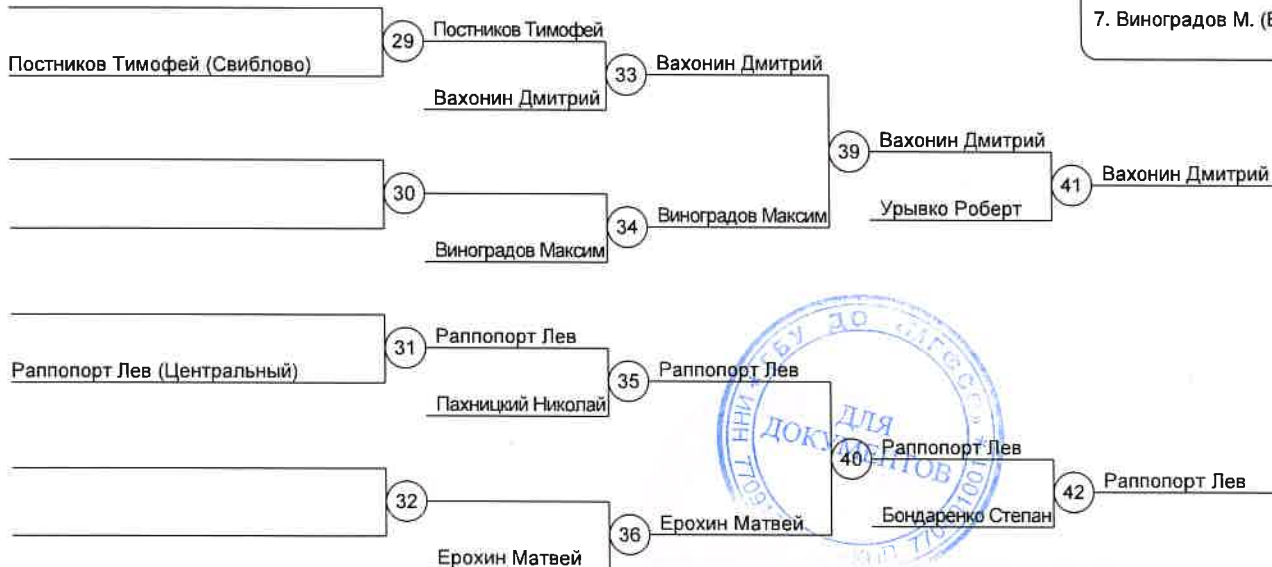 7. Виноградов М.
29 Постников Тимофей
Постников Тимофей (Свиблово)
33 Вахонин Дмитрий
Вахонин Дмитрий
39 Вахонин Дмитрий
30
41 Вахонин Дмитрий
34 Виноградов Максим
Урывко Роберт
Виноградов Максим
31 Раппопорт Лев
Раппопорт Лев (Центральный)
35 Раппопорт Лев
Пахницкий Николай
ДЛЯ
ДОКУМЕНТОВ
40 Раппопорт Лев
32
42 Раппопорт Лев
36 Ерохин Матвей
Бондаренко Степан
Ерохин Матвей